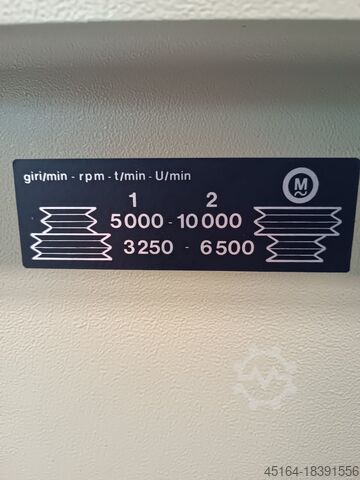 giri/min - rpm - t/min - U/min
M
~
1 2
5000 - 10000
3250 - 6500
45164-18391556